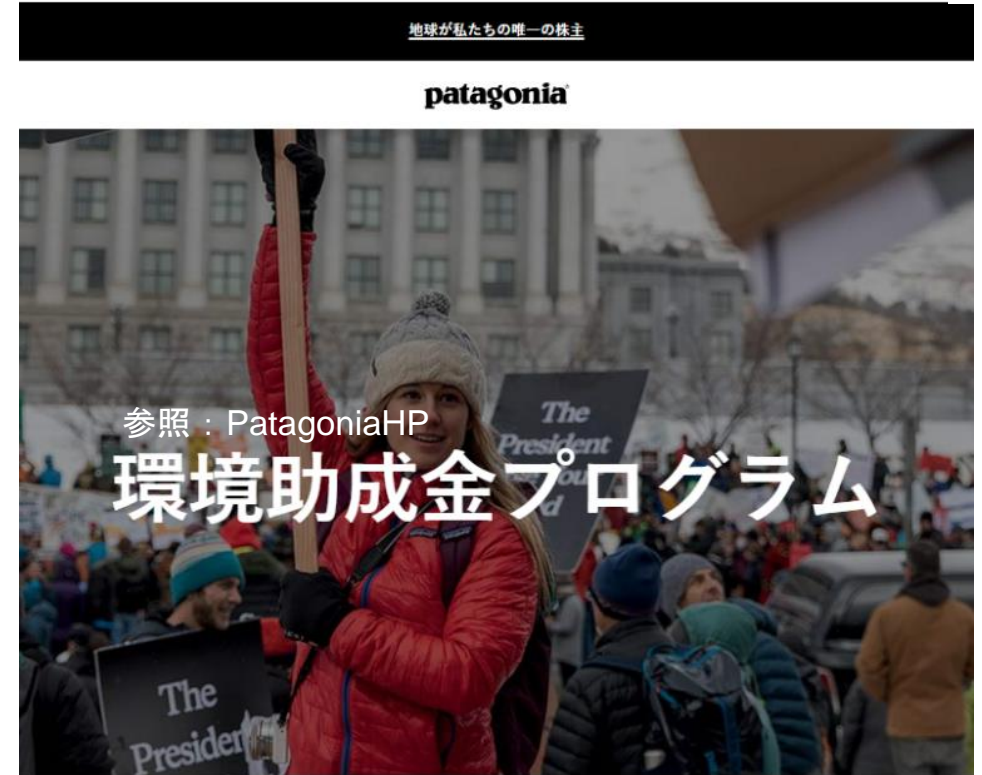 地球が私たちの唯一の株主
patagonia
参照：PatagoniaHP
環境助成金プログラム
The
President
The